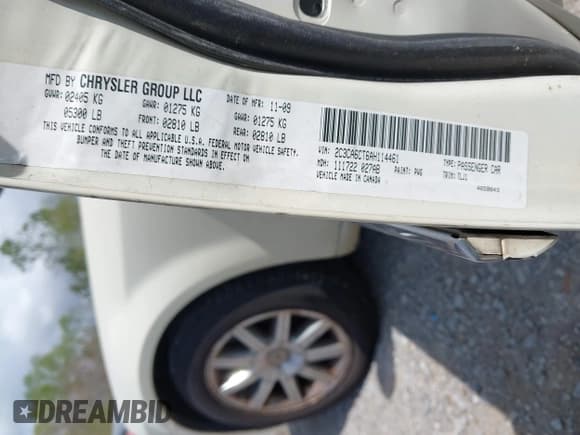 MFD BY CHRYSLER GROUP LLC
DATE OF MFR: 11-09
GVWR: 02405 KG
GAWR: 01275 KG
GAWR: 01275 KG
05300 LB
FRONT: 02810 LB
REAR: 02810 LB
THIS VEHICLE CONFORMS TO ALL APPLICABLE U.S.A. FEDERAL MOTOR VEHICLE SAFETY,
BUMPER AND THEFT PREVENTION STANDARDS IN EFFECT ON
THE DATE OF MANUFACTURE SHOWN ABOVE.
VIN: 2C3CA6CT6AH114461
TYPE: PASSENGER CAR
MDH: 111722 027AB
PAINT: PWG
TRIM: TLJ1
VEHICLE MADE IN CANADA
DREAMBID